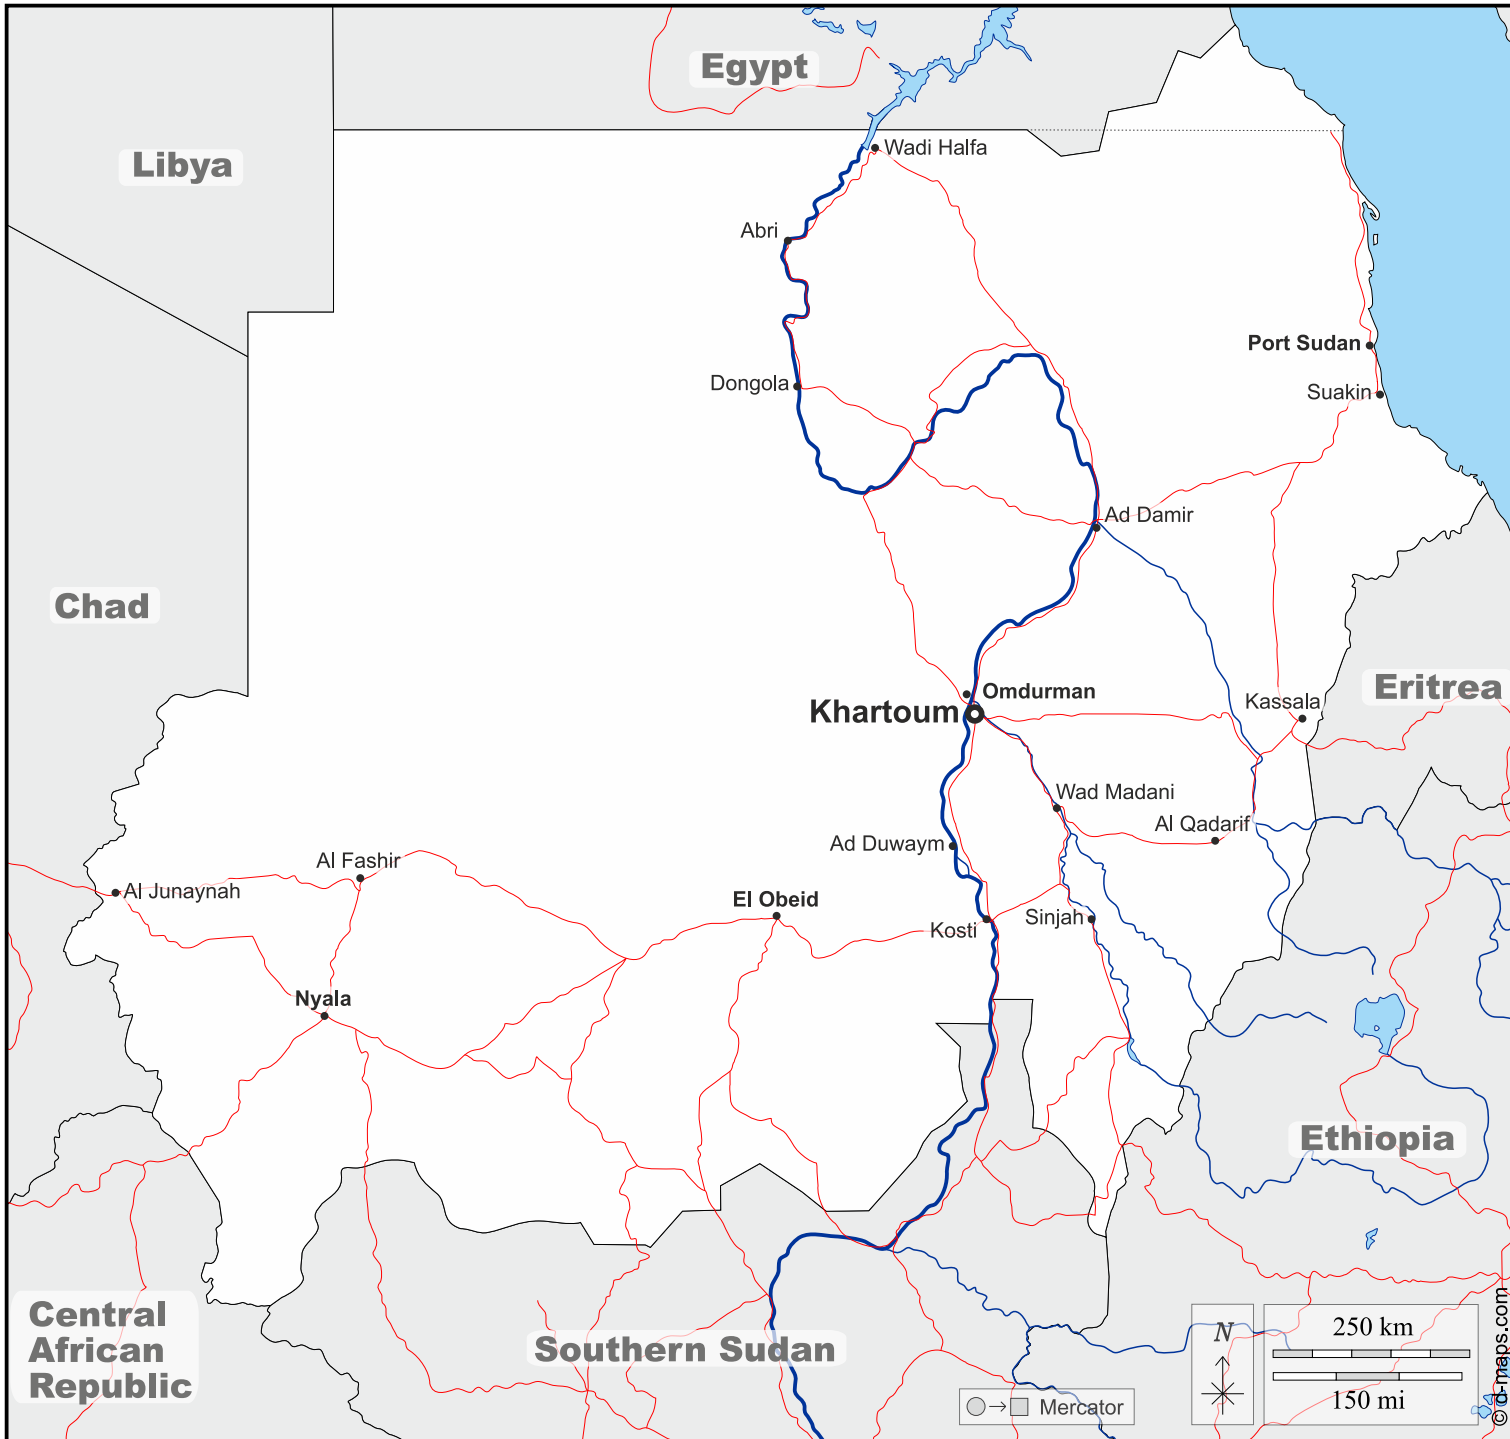 Egypt
Libya
Wadi Halfa
Abri
Port Sudan
Dongola
Suakin
Ad Damir
Chad
Eritrea
Omdurman
Kassala
Khartoum
Wad Madani
Al Qadarif
Ad Duwaym
Al Fashir
Al Junaynah
El Obeid
Kosti
Sinjah
Nyala
Ethiopia
Central
African
Republic
Southern Sudan
N
250 km
150 mi
Mercator
© d-maps.com